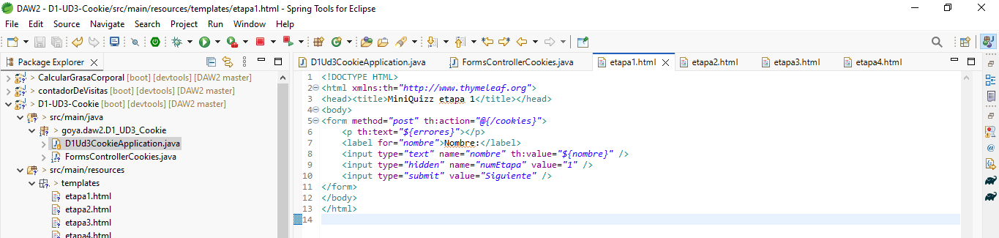 DAW2 - D1-UD3-Cookie/src/main/resources/templates/etapa1.html - Spring Tools for Eclipse
File Edit Source Navigate Search Project Run Window Help
Package Explorer
CalcularGrasaCorporal [boot] [devtools] [DAW2 master]
contadorDeVisitas [boot] [devtools] [DAW2 master]
D1-UD3-Cookie [boot] [devtools] [DAW2 master]
src/main/java
goya.daw2.D1_UD3_Cookie
D1Ud3CookieApplication.java
FormsControllerCookies.java
src/main/resources
templates
etapa1.html
etapa2.html
etapa3.html
etapa4.html
D1Ud3CookieApplication.java FormsControllerCookies.java etapa1.html etapa2.html etapa3.html etapa4.html
1 <!DOCTYPE HTML>
2 <html xmlns:th="http://www.thymeleaf.org">
3 <head><title>MiniQuizz etapa 1</title></head>
4 <body>
5 <form method="post" th:action="@{/cookies}">
6 <p th:text="${errores}"></p>
7 <label for="nombre">Nombre:</label>
8 <input type="text" name="nombre" th:value="${nombre}" />
9 <input type="hidden" name="numEtapa" value="1" />
10 <input type="submit" value="Siguiente" />
11 </form>
12 </body>
13 </html>
14